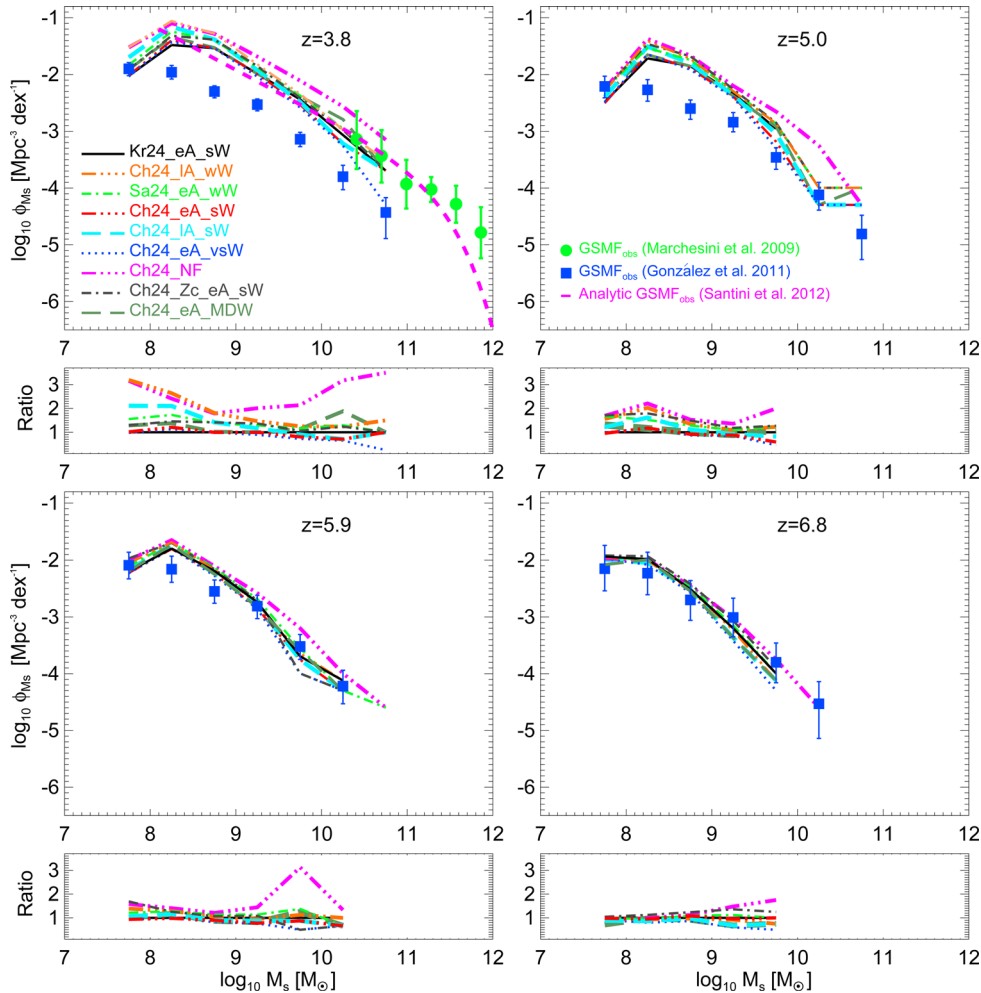 z=3.8
-1
-2
-3
-4
-5
-6
log₁₀ ϕMs [Mpc⁻³ dex⁻¹]
Kr24_eA_sW
Ch24_lA_wW
Sa24_eA_wW
Ch24_eA_sW
Ch24_lA_sW
Ch24_eA_vsW
Ch24_NF
Ch24_Zc_eA_sW
Ch24_eA_MDW
7 8 9 10 11 12
z=5.0
-1
-2
-3
-4
-5
-6
GSMFobs (Marchesini et al. 2009)
GSMFobs (González et al. 2011)
Analytic GSMFobs (Santini et al. 2012)
7 8 9 10 11 12
Ratio
3
2
1
7 8 9 10 11 12
3
2
1
7 8 9 10 11 12
z=5.9
-1
-2
-3
-4
-5
-6
log₁₀ ϕMs [Mpc⁻³ dex⁻¹]
7 8 9 10 11 12
z=6.8
-1
-2
-3
-4
-5
-6
7 8 9 10 11 12
Ratio
3
2
1
7 8 9 10 11 12
log₁₀ Ms [M⊙]
3
2
1
7 8 9 10 11 12
log₁₀ Ms [M⊙]